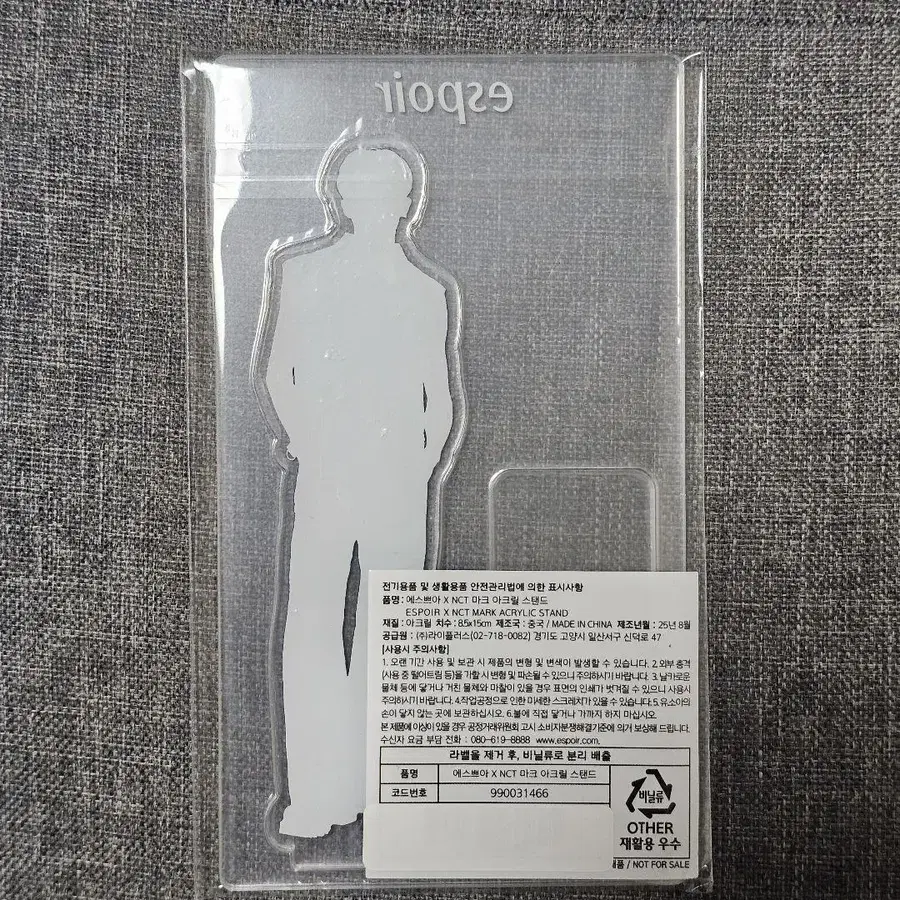 espoir
전기용품 및 생활용품 안전관리법에 의한 표시사항
품명: 에스쁘아 X NCT 마크 아크릴 스탠드
ESPOIR X NCT MARK ACRYLIC STAND
재질: 아크릴 치수: 8.5x15cm 제조국: 중국 / MADE IN CHINA 제조년월: 25년 8월
공급원: (주)라이플러스(02-718-0082) 경기도 고양시 일산서구 신덕로 47
[사용시 주의사항]
1. 오랜 기간 사용 및 보관 시 제품의 변형 및 변색이 발생할 수 있습니다. 2.외부 충격
(사용 중 떨어트림 등)을 가할 시 변형 및 파손될 수 있으니 주의하시기 바랍니다. 3.날카로운
물체 등에 닿거나 거친 물체와 마찰이 있을 경우 표면의 인쇄가 벗겨질 수 있으니 사용시
주의하시기 바랍니다. 4.작업공정으로 인한 미세한 스크레치가 있을 수 있습니다. 5.유소아의
손이 닿지 않는 곳에 보관하십시오. 6.불에 직접 닿거나 가까지 하지 마십시오.
본 제품에 이상이 있을 경우 공정거래위원회 고시 소비자분쟁해결기준에 의거 보상해 드립니다.
수신자 요금 부담 전화 : 080-619-8888 www.espoir.com.
라벨을 제거 후, 비닐류로 분리 배출
품명 에스쁘아 X NCT 마크 아크릴 스탠드
코드번호 990031466
비닐류
OTHER
재활용 우수
제품 / NOT FOR SALE